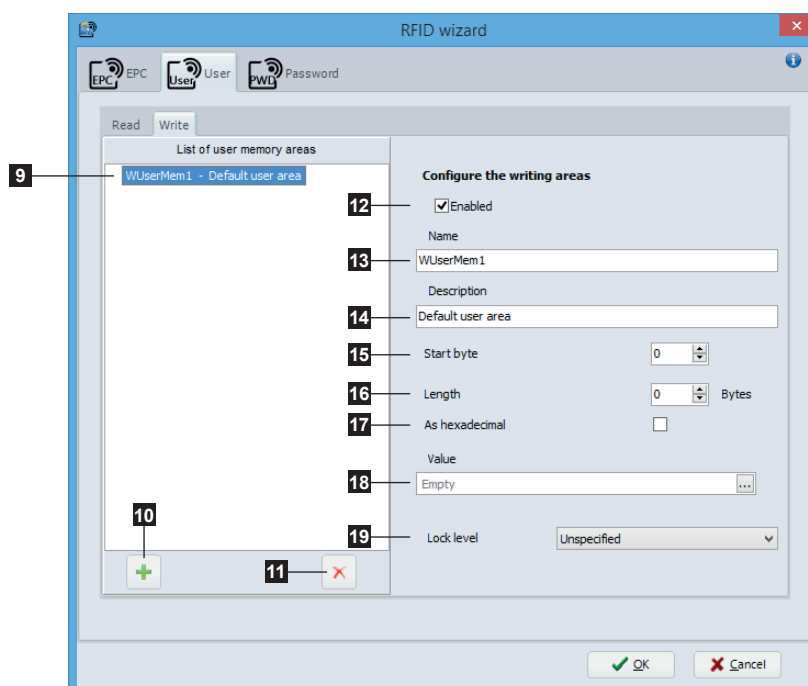 RFID wizard
EPC EPC User User PWD Password
Read Write
List of user memory areas
9 WUserMem1 - Default user area
Configure the writing areas
12 Enabled
Name
13 WUserMem1
Description
14 Default user area
15 Start byte 0
16 Length 0 Bytes
17 As hexadecimal
Value
18 Empty ...
10
19 Lock level Unspecified
11
OK Cancel